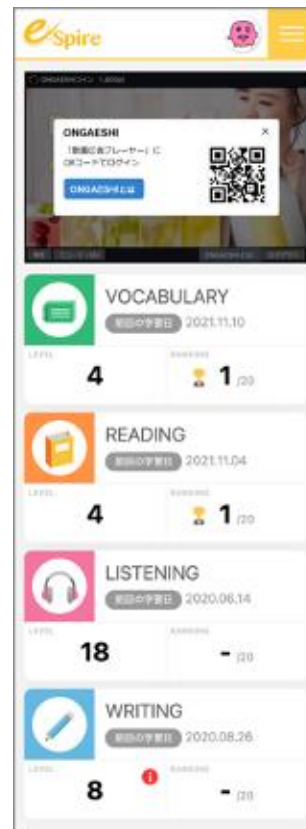 e-Spire
ONGAESHI
「動画広告プレーヤー」に
QRコードでログイン
ONGAESHIとは
VOCABULARY
前回の学習日 2021.11.10
LEVEL RANKING
4 1 /20
READING
前回の学習日 2021.11.04
LEVEL RANKING
4 1 /20
LISTENING
前回の学習日 2020.06.14
LEVEL RANKING
18 - /20
WRITING
前回の学習日 2020.08.26
LEVEL RANKING
8 - /20